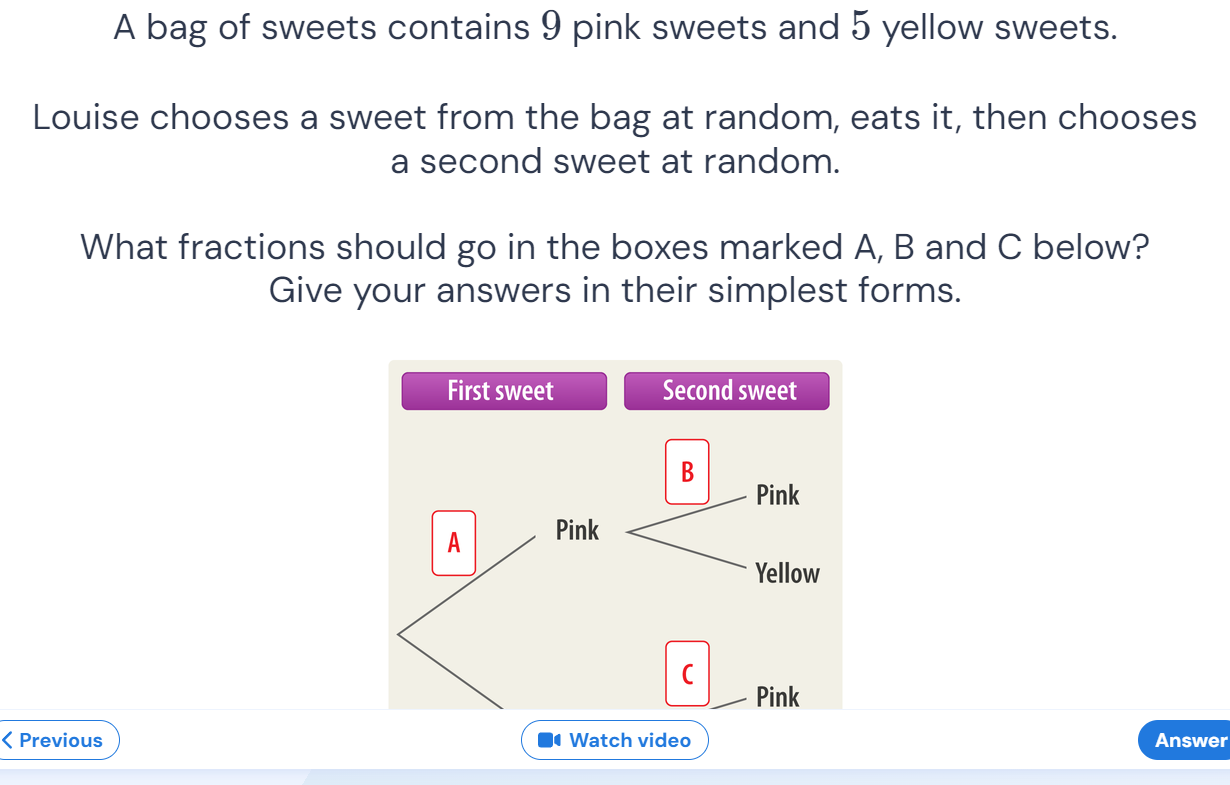 A bag of sweets contains 9 pink sweets and 5 yellow sweets.
Louise chooses a sweet from the bag at random, eats it, then chooses
a second sweet at random.
What fractions should go in the boxes marked A, B and C below?
Give your answers in their simplest forms.
First sweet Second sweet
B
Pink
A
Pink
Yellow
C
Pink
Previous Watch video Answer